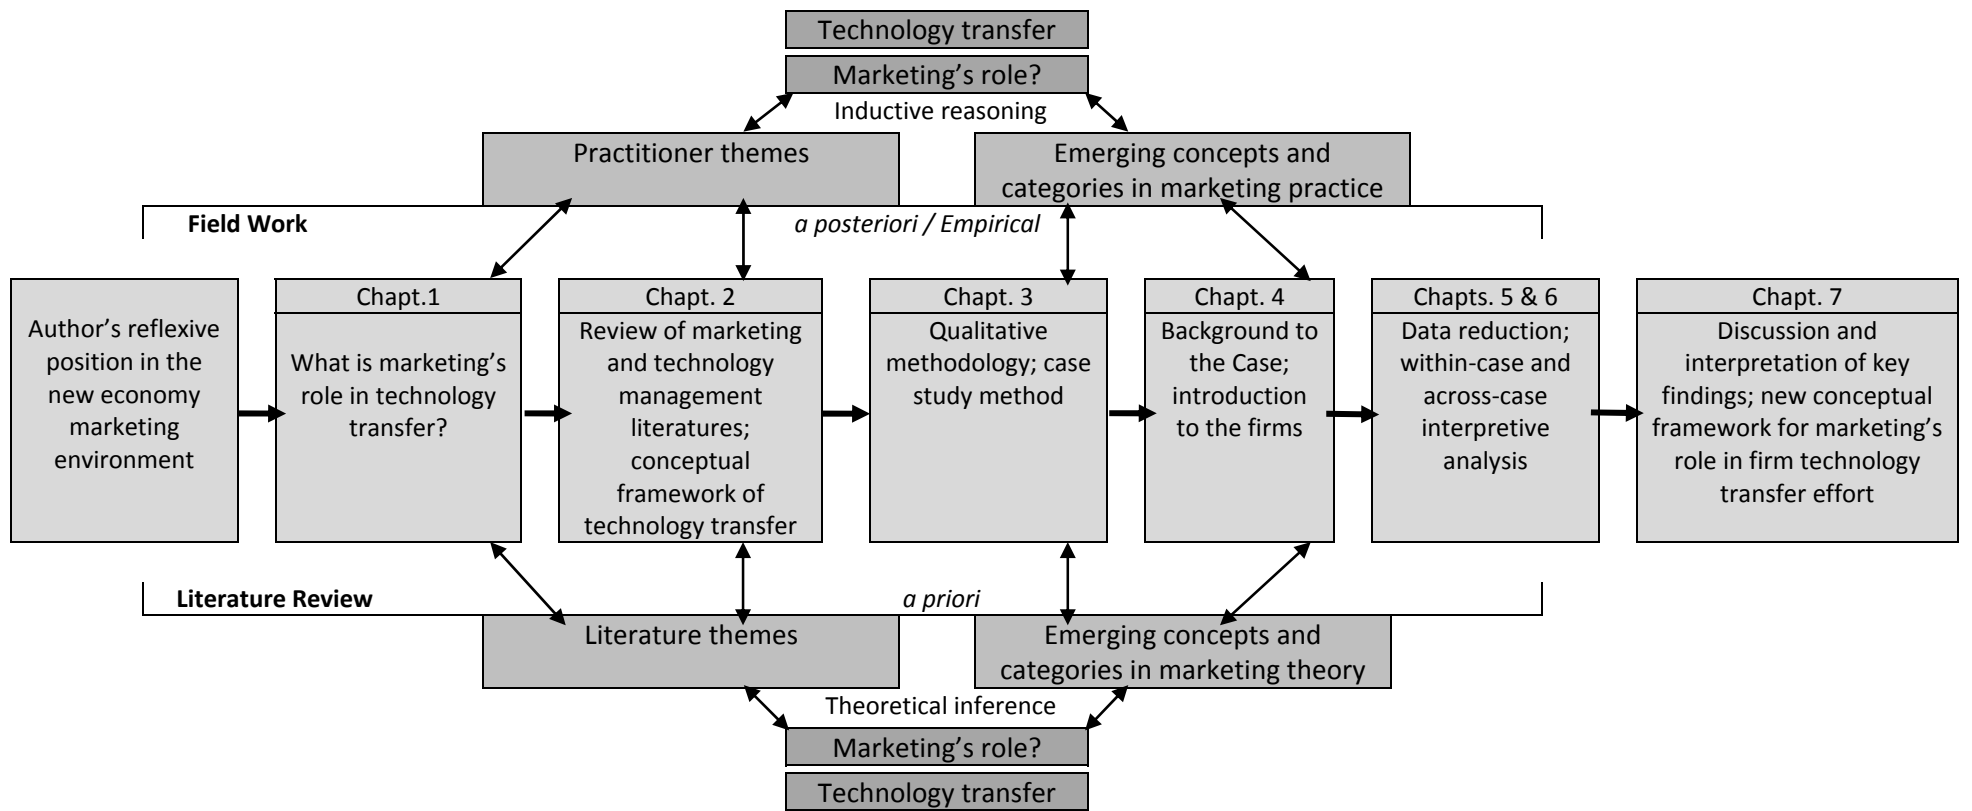 Technology transfer
Marketing’s role?
Inductive reasoning
Practitioner themes
Emerging concepts and
categories in marketing practice
Field Work
a posteriori / Empirical
Author’s reflexive
position in the
new economy
marketing
environment
Chapt.1
What is marketing’s
role in technology
transfer?
Chapt. 2
Review of marketing
and technology
management
literatures;
conceptual
framework of
technology transfer
Chapt. 3
Qualitative
methodology; case
study method
Chapt. 4
Background to
the Case;
introduction
to the firms
Chapts. 5 & 6
Data reduction;
within-case and
across-case
interpretive
analysis
Chapt. 7
Discussion and
interpretation of key
findings; new conceptual
framework for marketing’s
role in firm technology
transfer effort
Literature Review
a priori
Literature themes
Emerging concepts and
categories in marketing theory
Theoretical inference
Marketing’s role?
Technology transfer